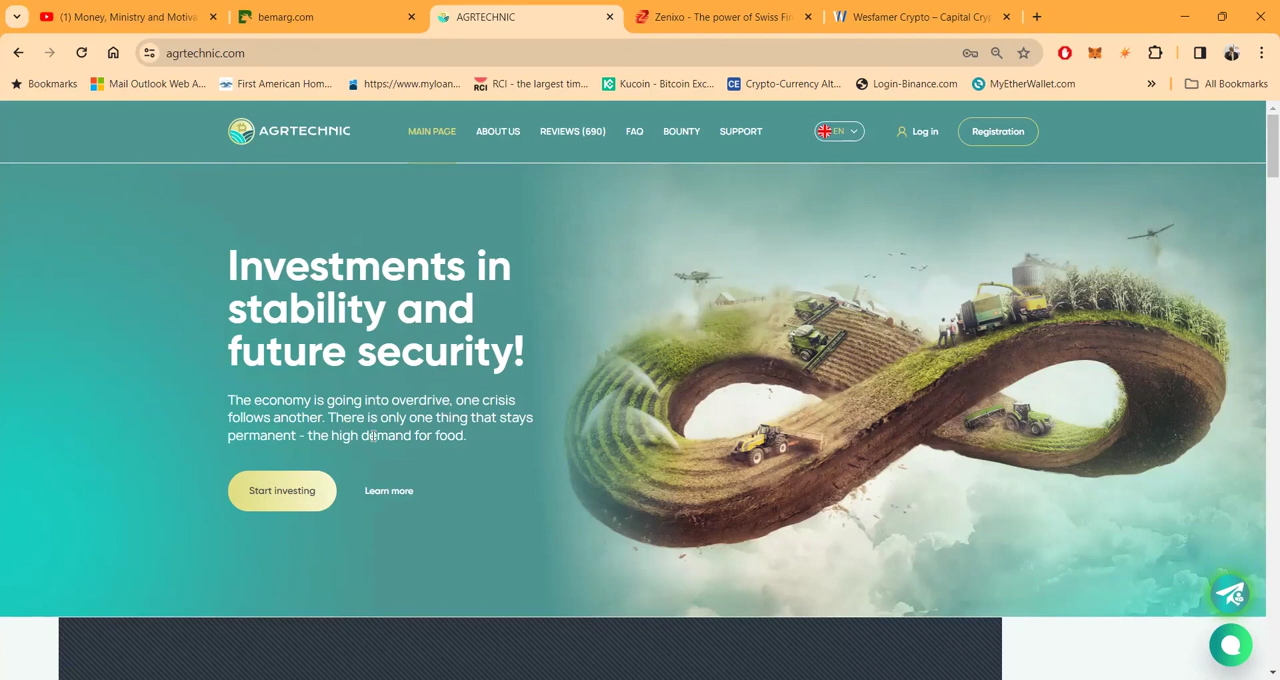 (1) Money, Ministry and Motiva
bemarg.com
AGRTECHNIC
Zenixo - The power of Swiss Fin
Wesfamer Crypto – Capital Cry
agrtechnic.com
Bookmarks
Mail Outlook Web A...
First American Hom...
https://www.myloan...
RCI - the largest tim...
Kucoin - Bitcoin Exc...
Crypto-Currency Alt...
Login-Binance.com
MyEtherWallet.com
All Bookmarks
AGRTECHNIC
MAIN PAGE
ABOUT US
REVIEWS (690)
FAQ
BOUNTY
SUPPORT
EN
Log in
Registration
Investments in
stability and
future security!
The economy is going into overdrive, one crisis
follows another. There is only one thing that stays
permanent - the high demand for food.
Start investing
Learn more